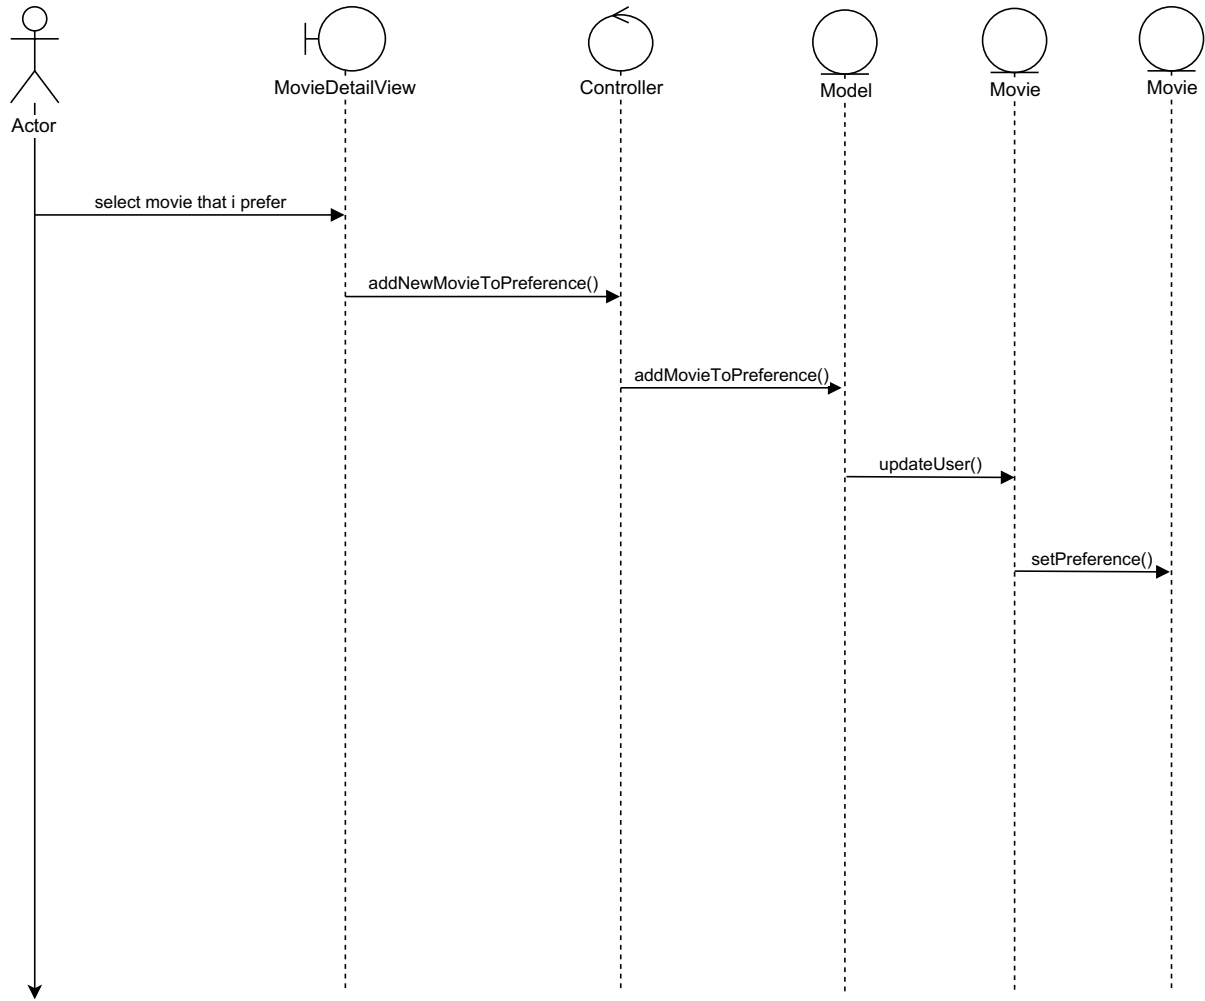 MovieDetailView
Controller
Model
Movie
Movie
Actor
select movie that i prefer
addNewMovieToPreference()
addMovieToPreference()
updateUser()
setPreference()